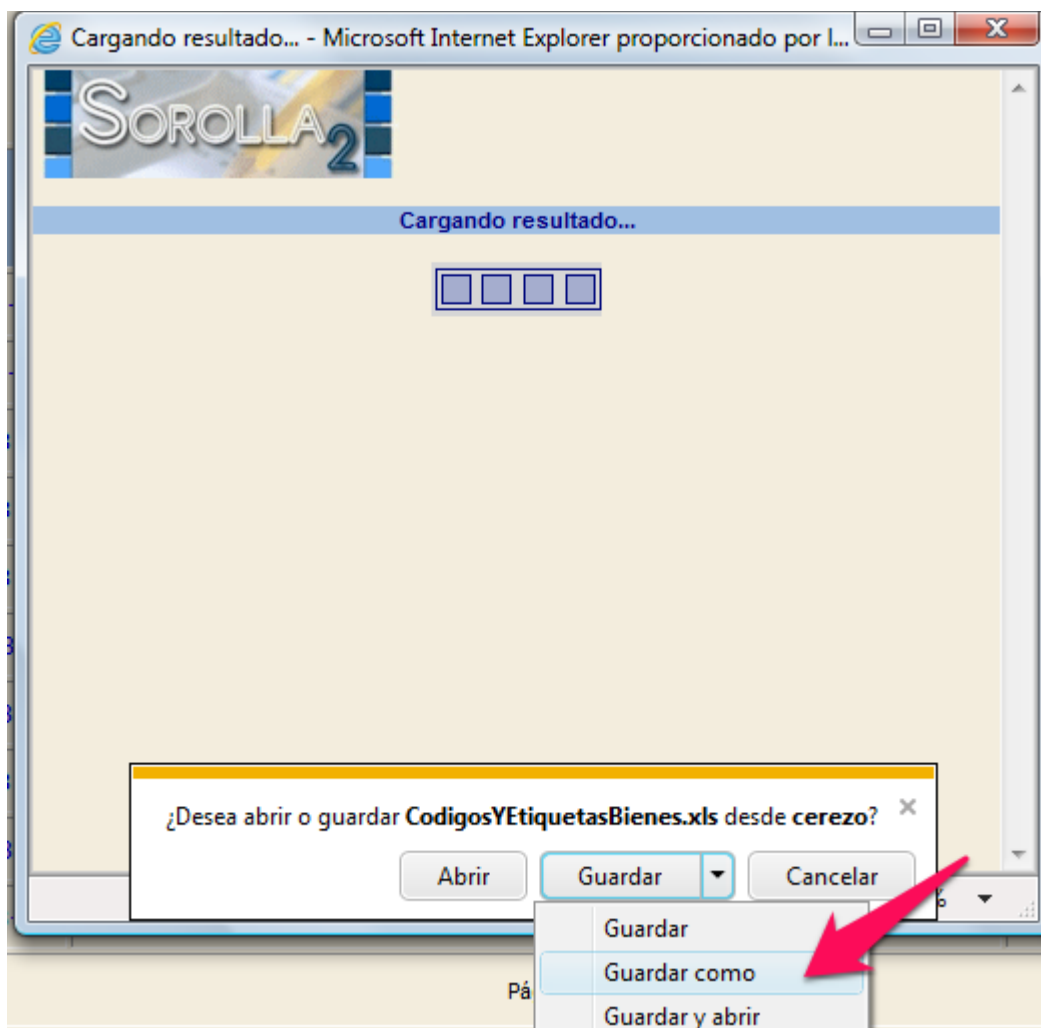 Cargando resultado... - Microsoft Internet Explorer proporcionado por I...
SOROLLA2
Cargando resultado...
¿Desea abrir o guardar CodigosYEtiquetasBienes.xls desde cerezo?
Abrir
Guardar
Cancelar
Guardar
Guardar como
Guardar y abrir
Pá